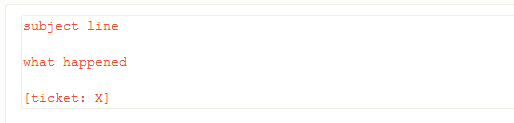 subject line
what happened
[ticket: X]